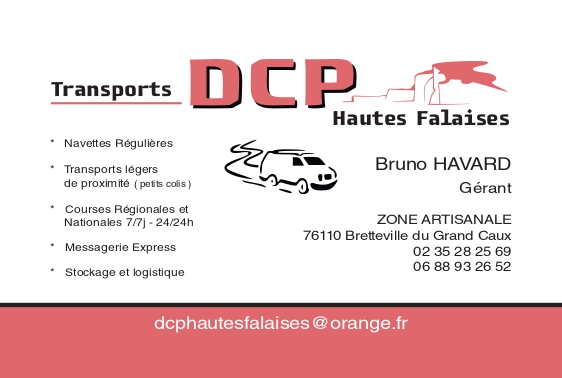 Transports DCP
Hautes Falaises
* Navettes Régulières
* Transports légers
de proximité ( petits colis )
* Courses Régionales et
Nationales 7/7j - 24/24h
* Messagerie Express
* Stockage et logistique
Bruno HAVARD
Gérant
ZONE ARTISANALE
76110 Bretteville du Grand Caux
02 35 28 25 69
06 88 93 26 52
dcphautesfalaises@orange.fr